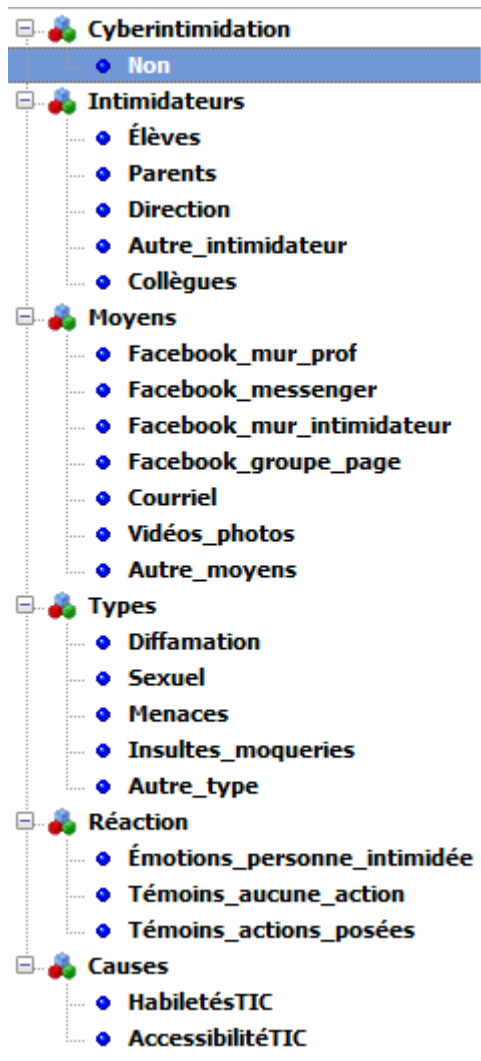 Cyberintimidation
Non
Intimidateurs
Élèves
Parents
Direction
Autre_intimidateur
Collègues
Moyens
Facebook_mur_prof
Facebook_messenger
Facebook_mur_intimidateur
Facebook_groupe_page
Courriel
Vidéos_photos
Autre_moyens
Types
Diffamation
Sexuel
Menaces
Insultes_moqueries
Autre_type
Réaction
Émotions_personne_intimidée
Témoins_aucune_action
Témoins_actions_posées
Causes
HabiletésTIC
AccessibilitéTIC